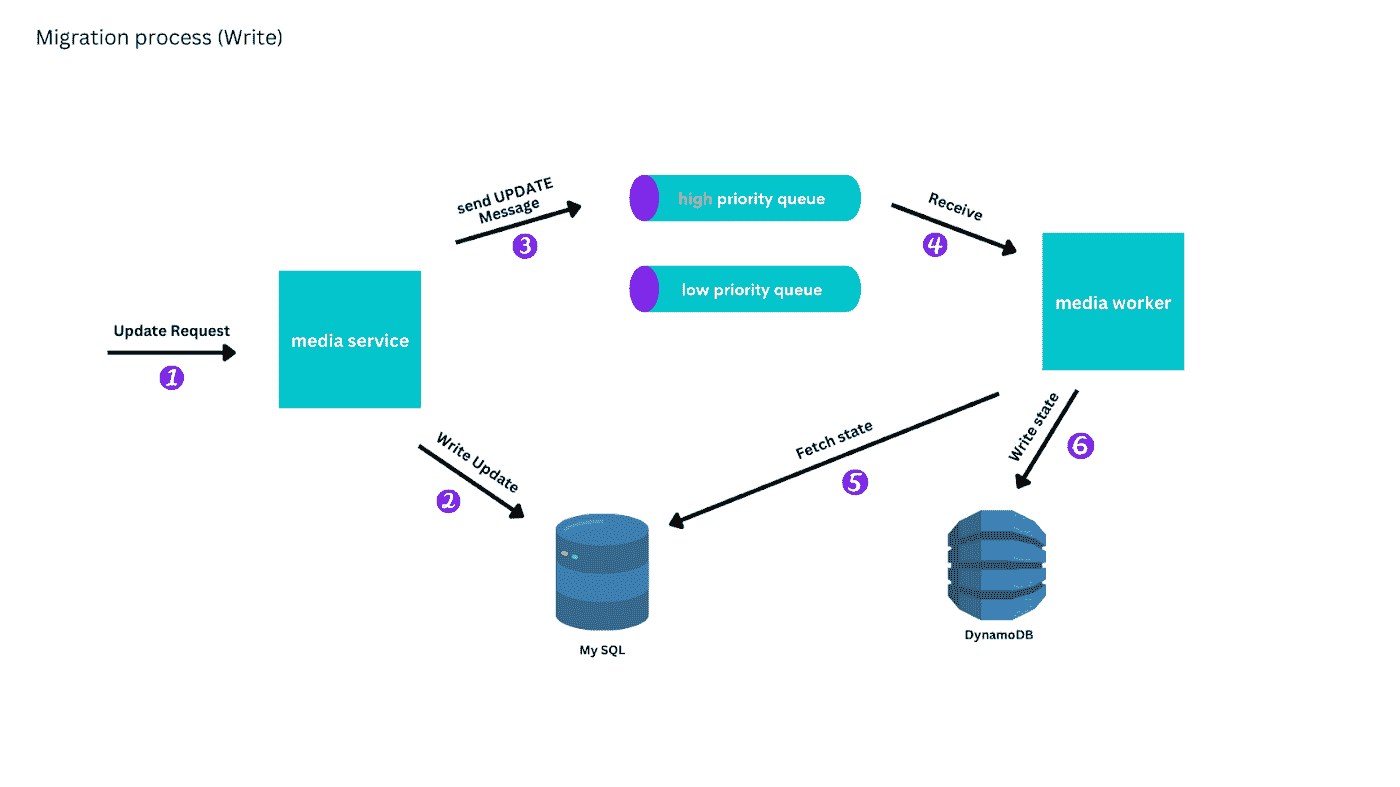 Migration process (Write)
send UPDATE
Message
3
high priority queue
Receive
4
low priority queue
media worker
Update Request
1
media service
Write Update
2
Fetch state
5
Write state
6
My SQL
DynamoDB